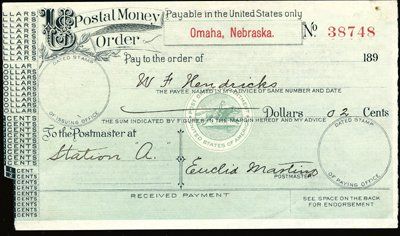 US Postal Money Order
Payable in the United States only
Omaha, Nebraska.
No 38748
Pay to the order of 189
DATED STAMP
OF ISSUING OFFICE
W F Hendricks
THE PAYEE NAMED IN MY ADVICE OF SAME NUMBER AND DATE
Dollars 02 Cents
THE SUM INDICATED BY FIGURES IN THE MARGIN HEREOF AND MY ADVICE
To the Postmaster at
Station "A."
Euclid Martin
POSTMASTER.
DATED STAMP
OF PAYING OFFICE
RECEIVED PAYMENT
SEE SPACE ON THE BACK
FOR ENDORSEMENT